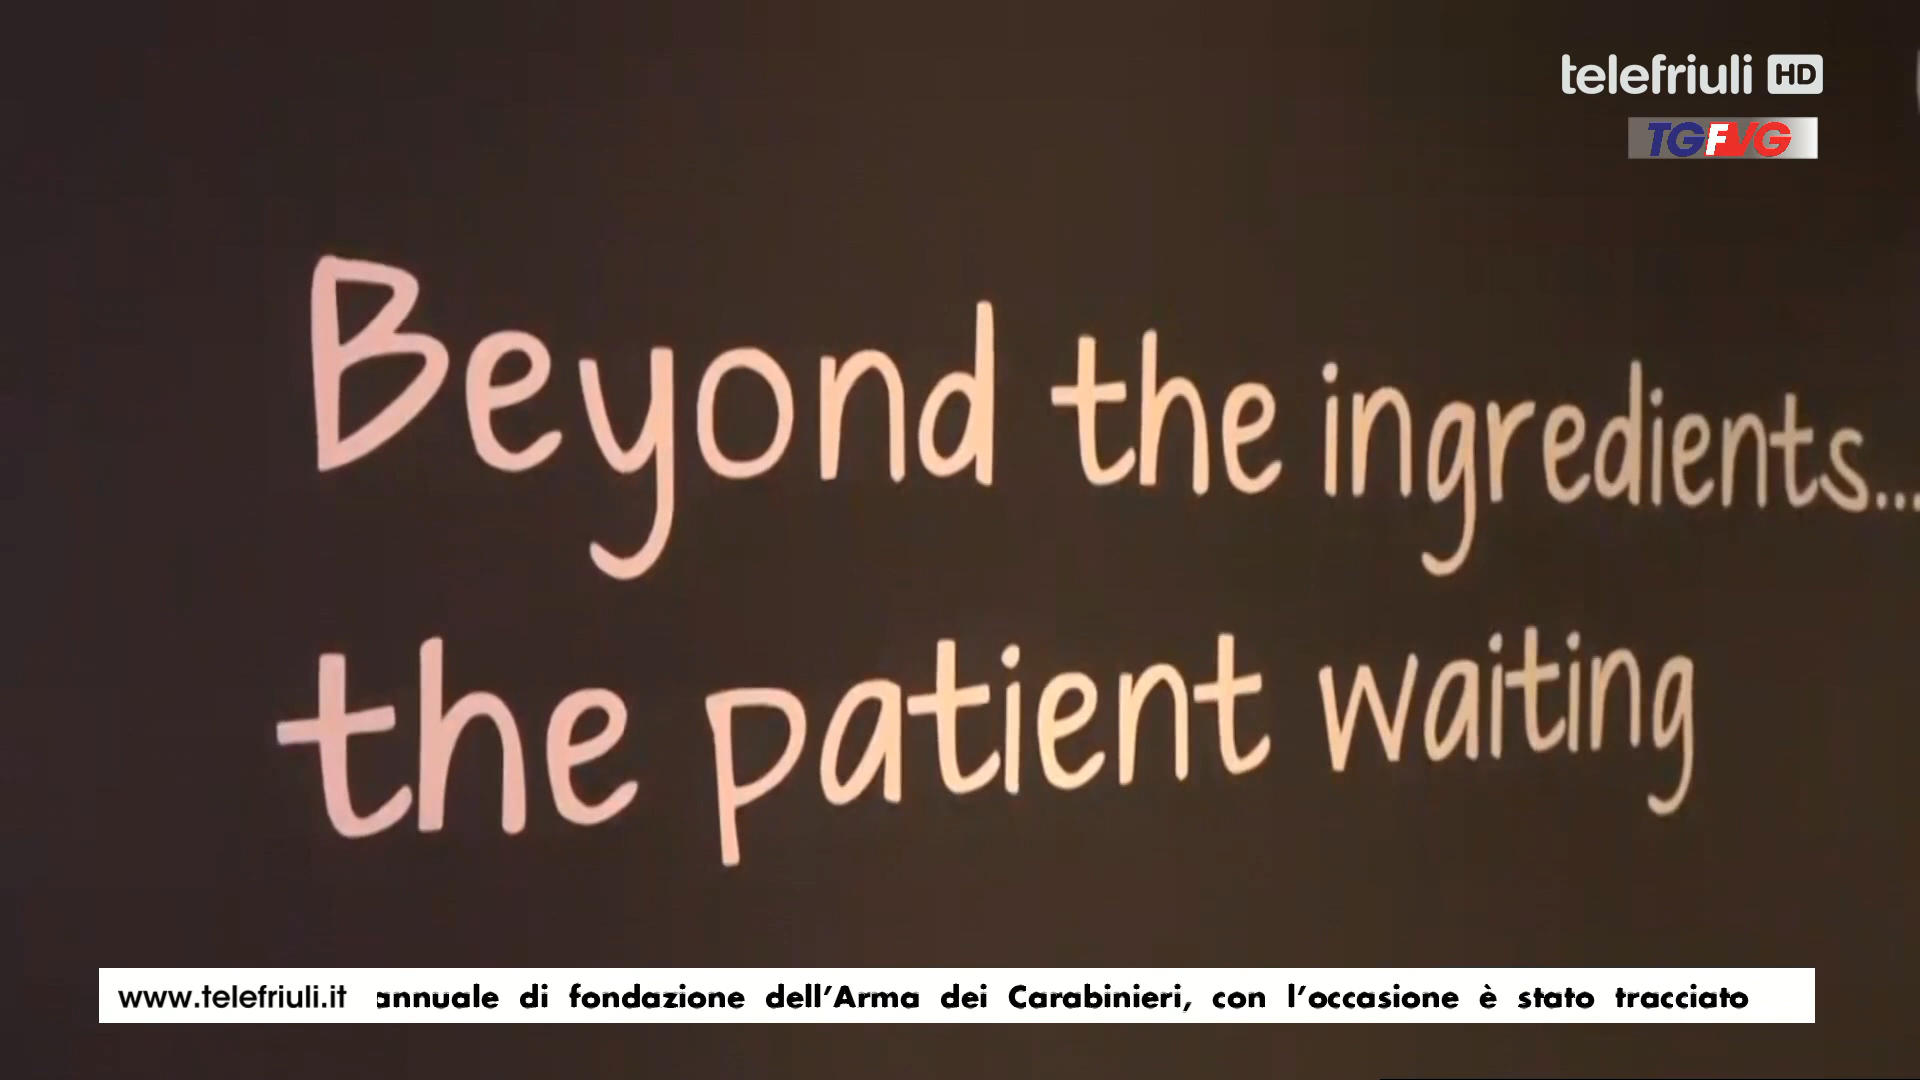 telefriuli HD
TGFVG
Beyond the ingredients...
the patient waiting
www.telefriuli.it annuale di fondazione dell'Arma dei Carabinieri, con l'occasione è stato tracciato